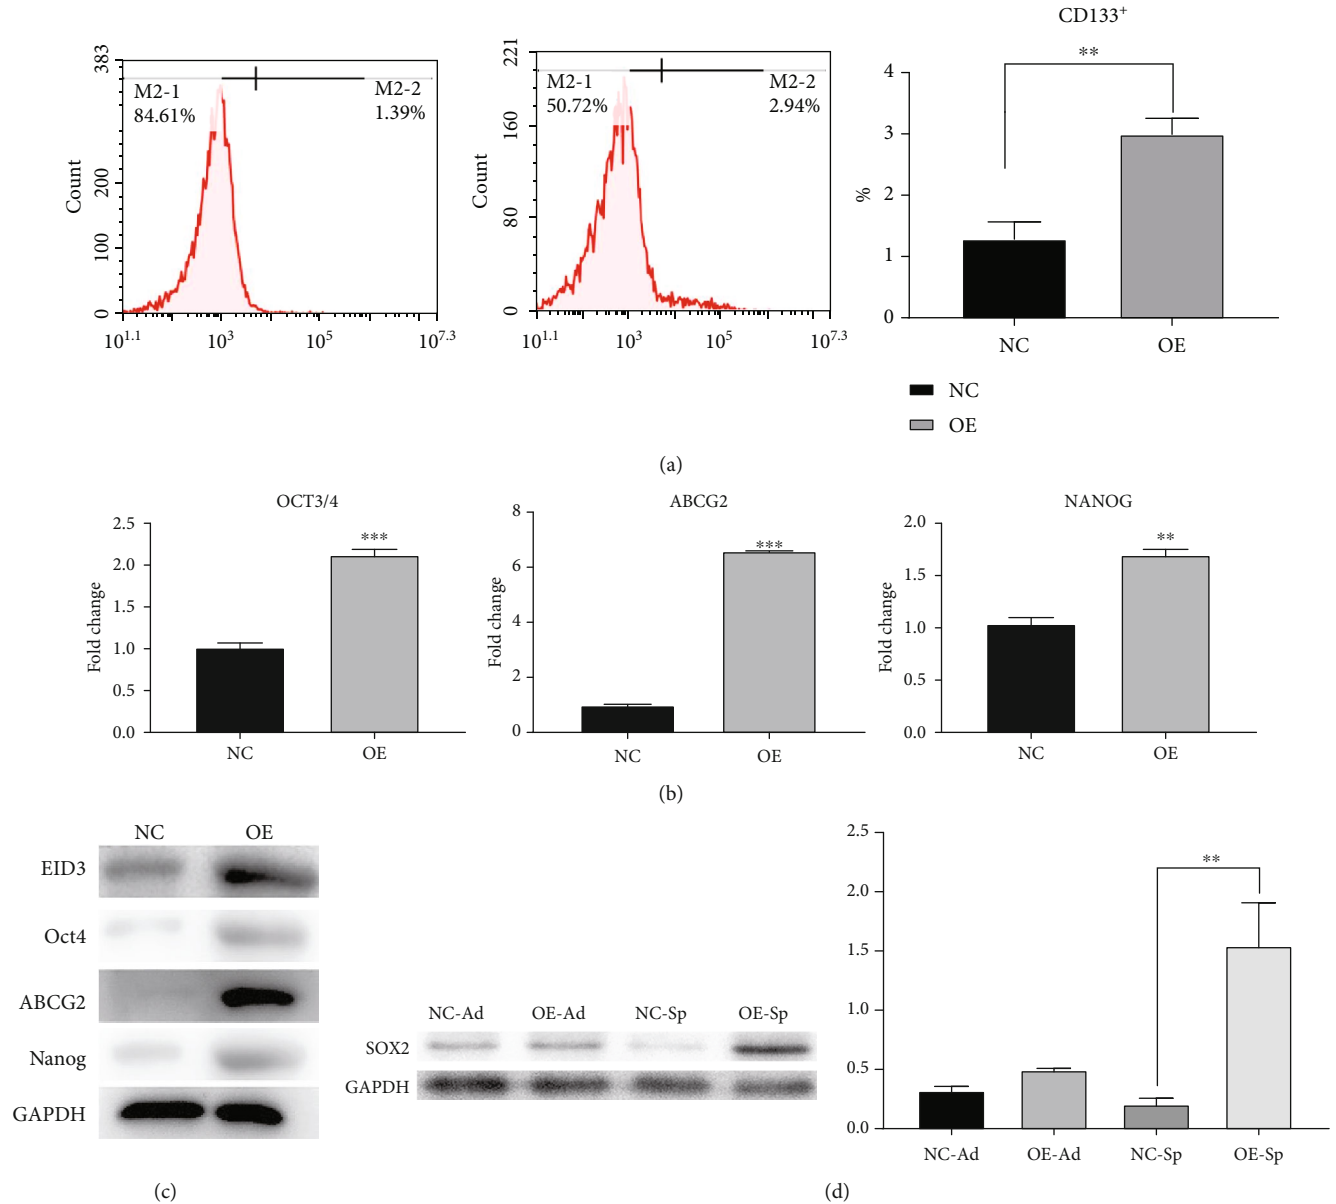 CD133⁺
**
383
200
100
0
Count
M2-1
84.61%
M2-2
1.39%
10^1.1 10^3 10^5 10^7.3
221
160
80
0
Count
M2-1
50.72%
M2-2
2.94%
10^1.1 10^3 10^5 10^7.3
4
3
2
1
0
%
NC OE
NC
OE
(a)
OCT3/4
2.5
2.0
1.5
1.0
0.5
0.0
Fold change
***
NC OE
ABCG2
8
6
4
2
0
Fold change
***
NC OE
NANOG
2.0
1.5
1.0
0.5
0.0
Fold change
**
NC OE
(b)
NC OE
EID3
Oct4
ABCG2
Nanog
GAPDH
(c)
NC-Ad OE-Ad NC-Sp OE-Sp
SOX2
GAPDH
2.5
2.0
1.5
1.0
0.5
0.0
**
NC-Ad OE-Ad NC-Sp OE-Sp
(d)